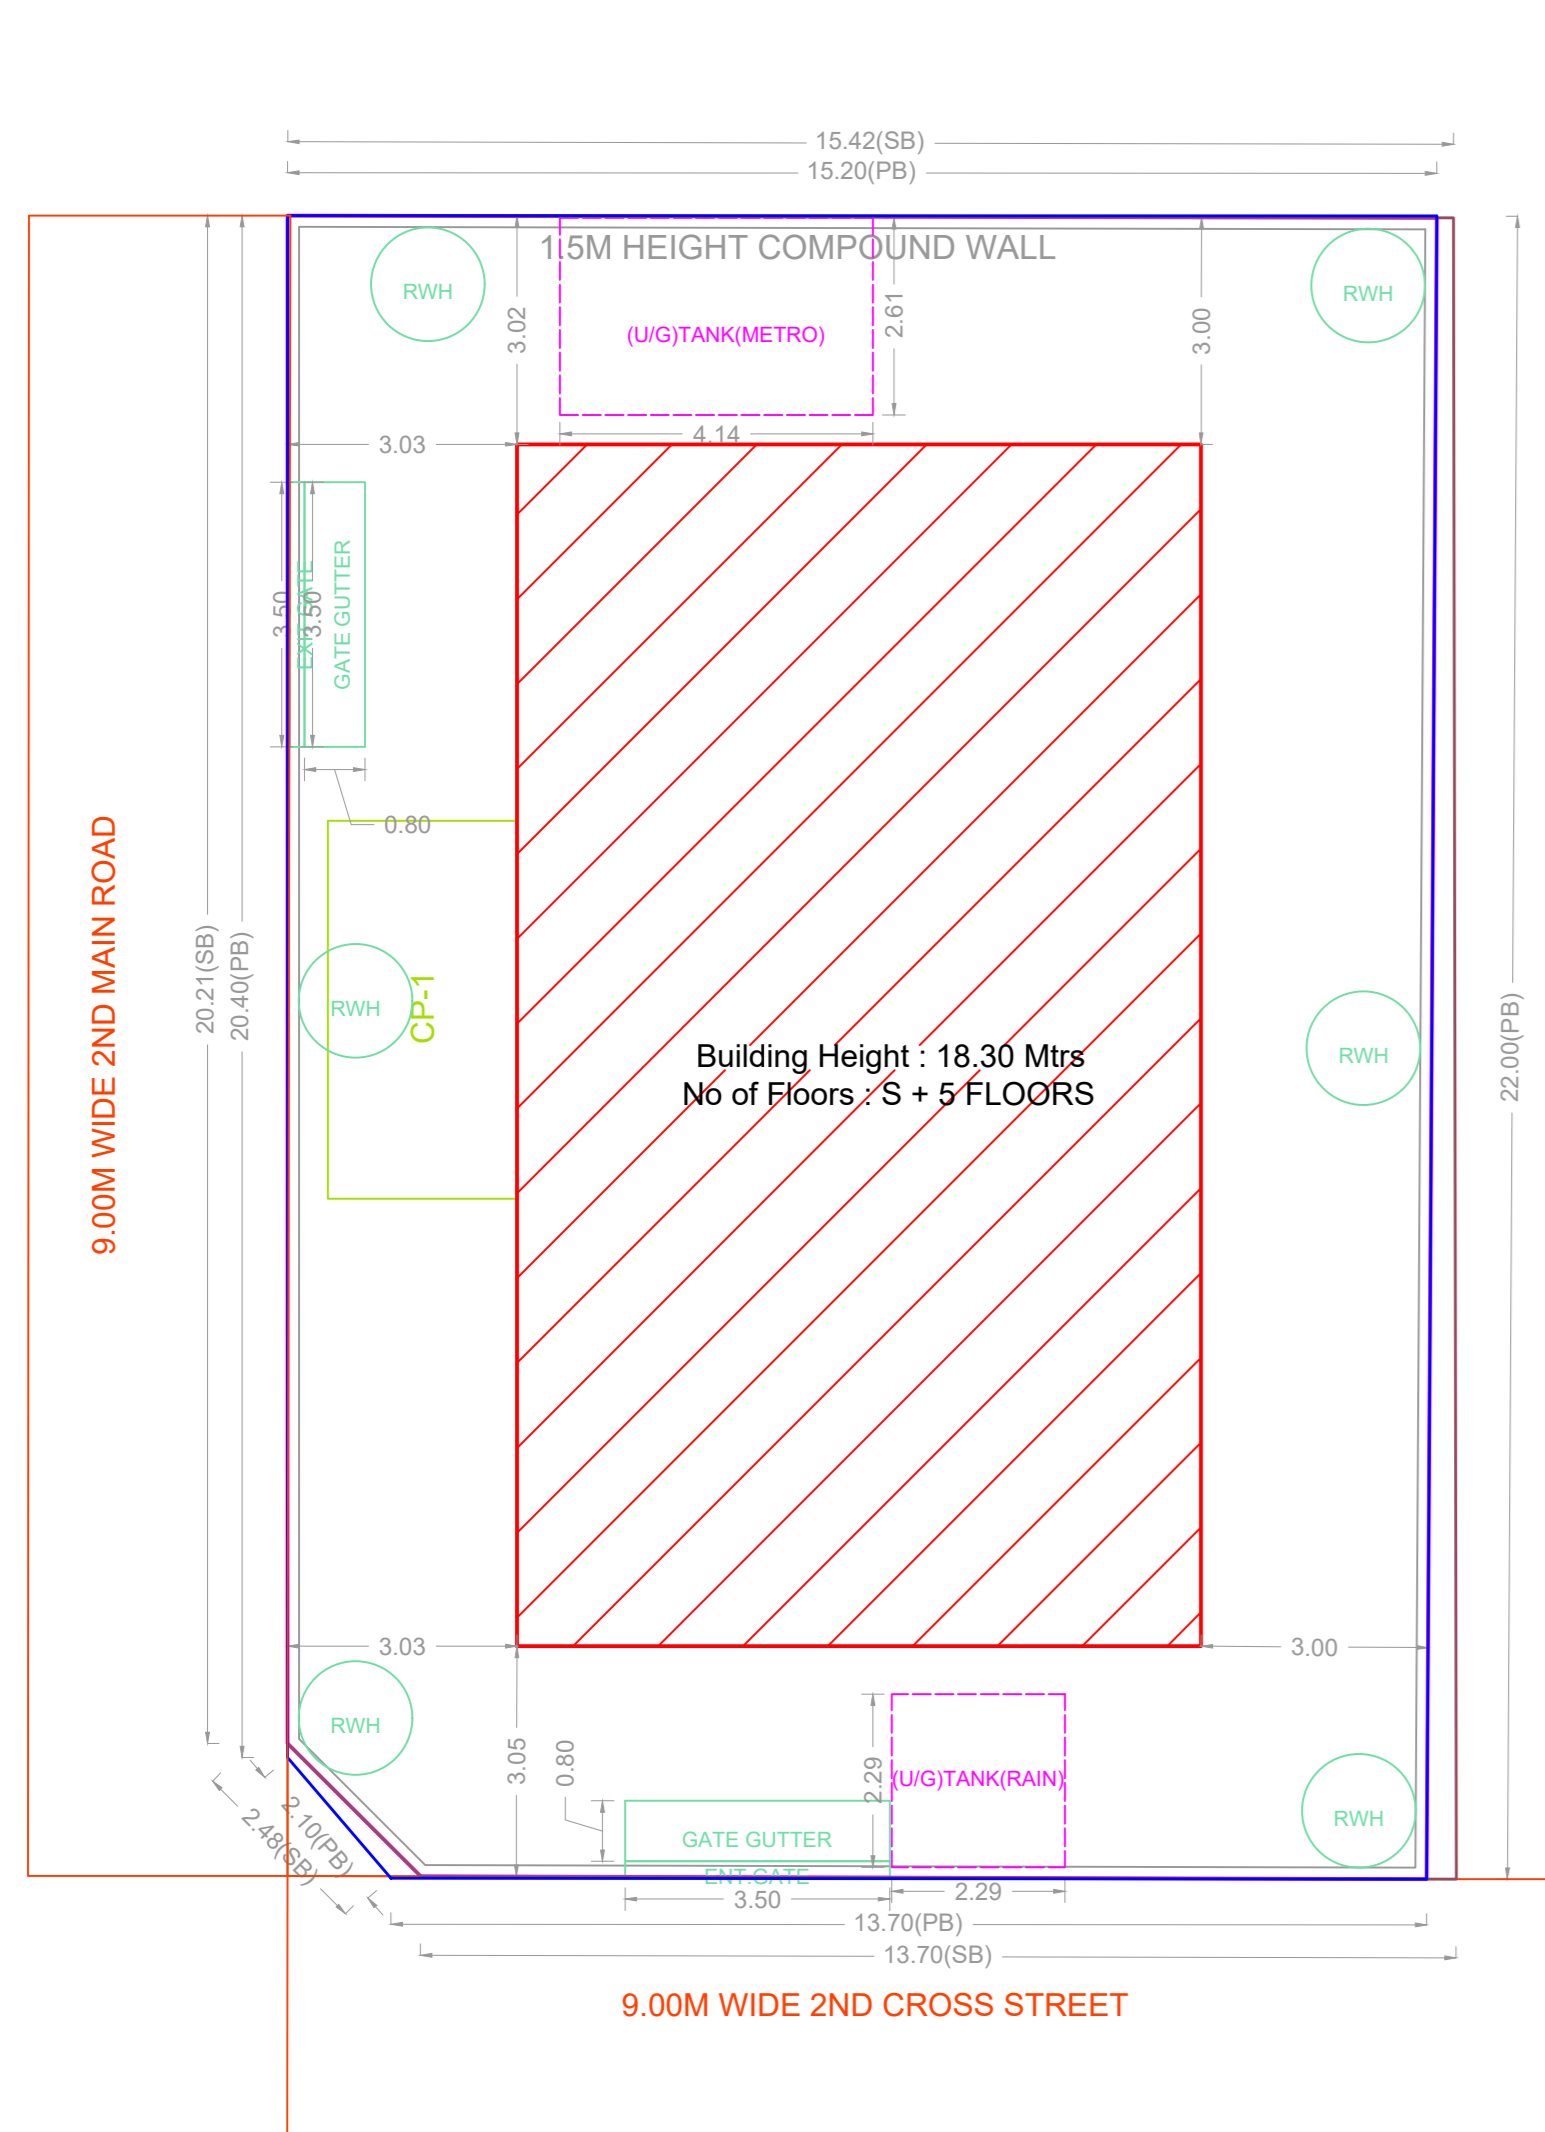 15.42(SB)
15.20(PB)
1.5M HEIGHT COMPOUND WALL
RWH
RWH
(U/G)TANK(METRO)
2.61
3.02
3.00
4.14
3.03
3.50
EXIT GATE
3.50
GATE GUTTER
0.80
9.00M WIDE 2ND MAIN ROAD
20.21(SB)
20.40(PB)
RWH
CP-1
Building Height : 18.30 Mtrs
No of Floors : S + 5 FLOORS
RWH
22.00(PB)
3.03
3.00
RWH
3.05
0.80
2.29
(U/G)TANK(RAIN)
RWH
2.10(PB)
2.48(SB)
GATE GUTTER
ENT.GATE
3.50
2.29
13.70(PB)
13.70(SB)
9.00M WIDE 2ND CROSS STREET